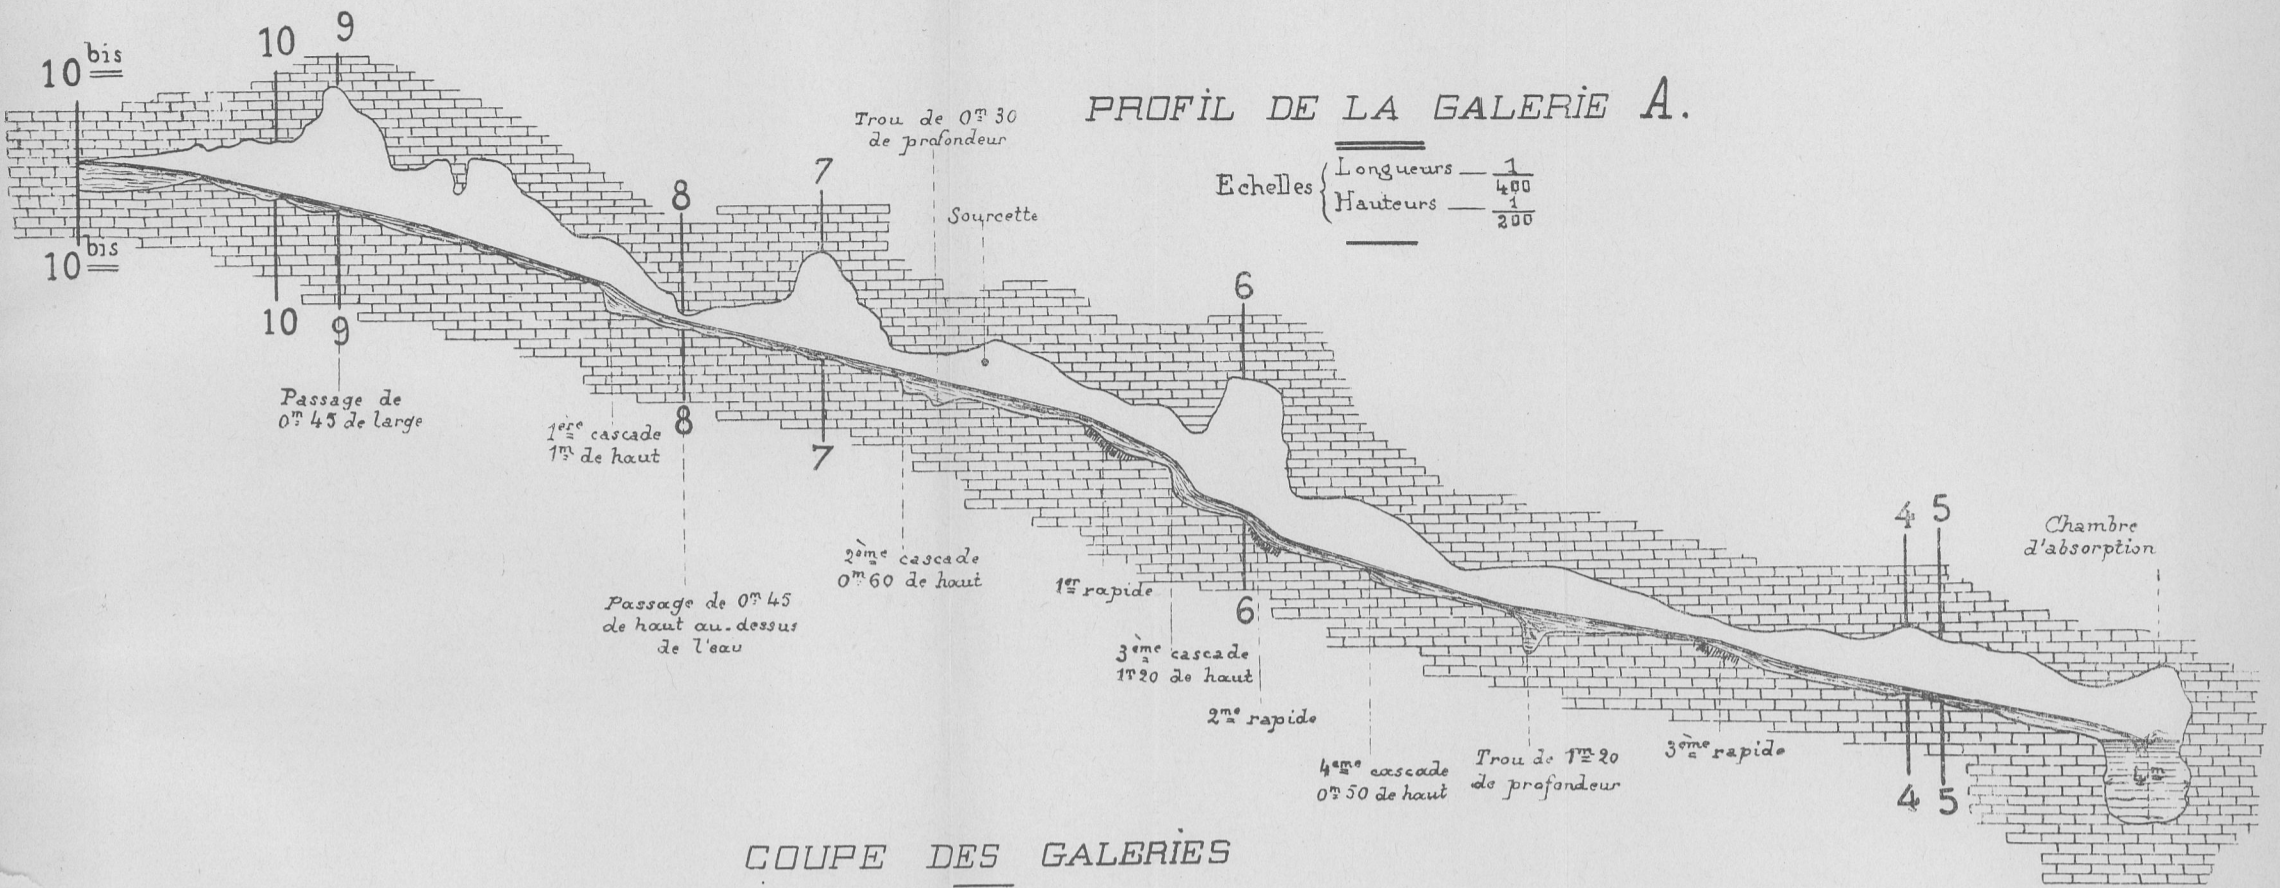 PROFIL DE LA GALERIE A.
Echelles
Longueurs — 1/400
Hauteurs — 1/200
10 bis
10
9
Trou de 0m 30
de profondeur
7
8
Sourcette
10 bis
10
9
6
Passage de
0m 45 de large
1ère cascade
1m de haut
8
7
4
5
Chambre
d'absorption
2ème cascade
0m 60 de haut
1er rapide
Passage de 0m 45
de haut au-dessus
de l'eau
6
3ème cascade
1m 20 de haut
2me rapide
4eme cascade
0m 50 de haut
Trou de 1m 20
de profondeur
3ème rapide
4m
4
5
COUPE DES GALERIES